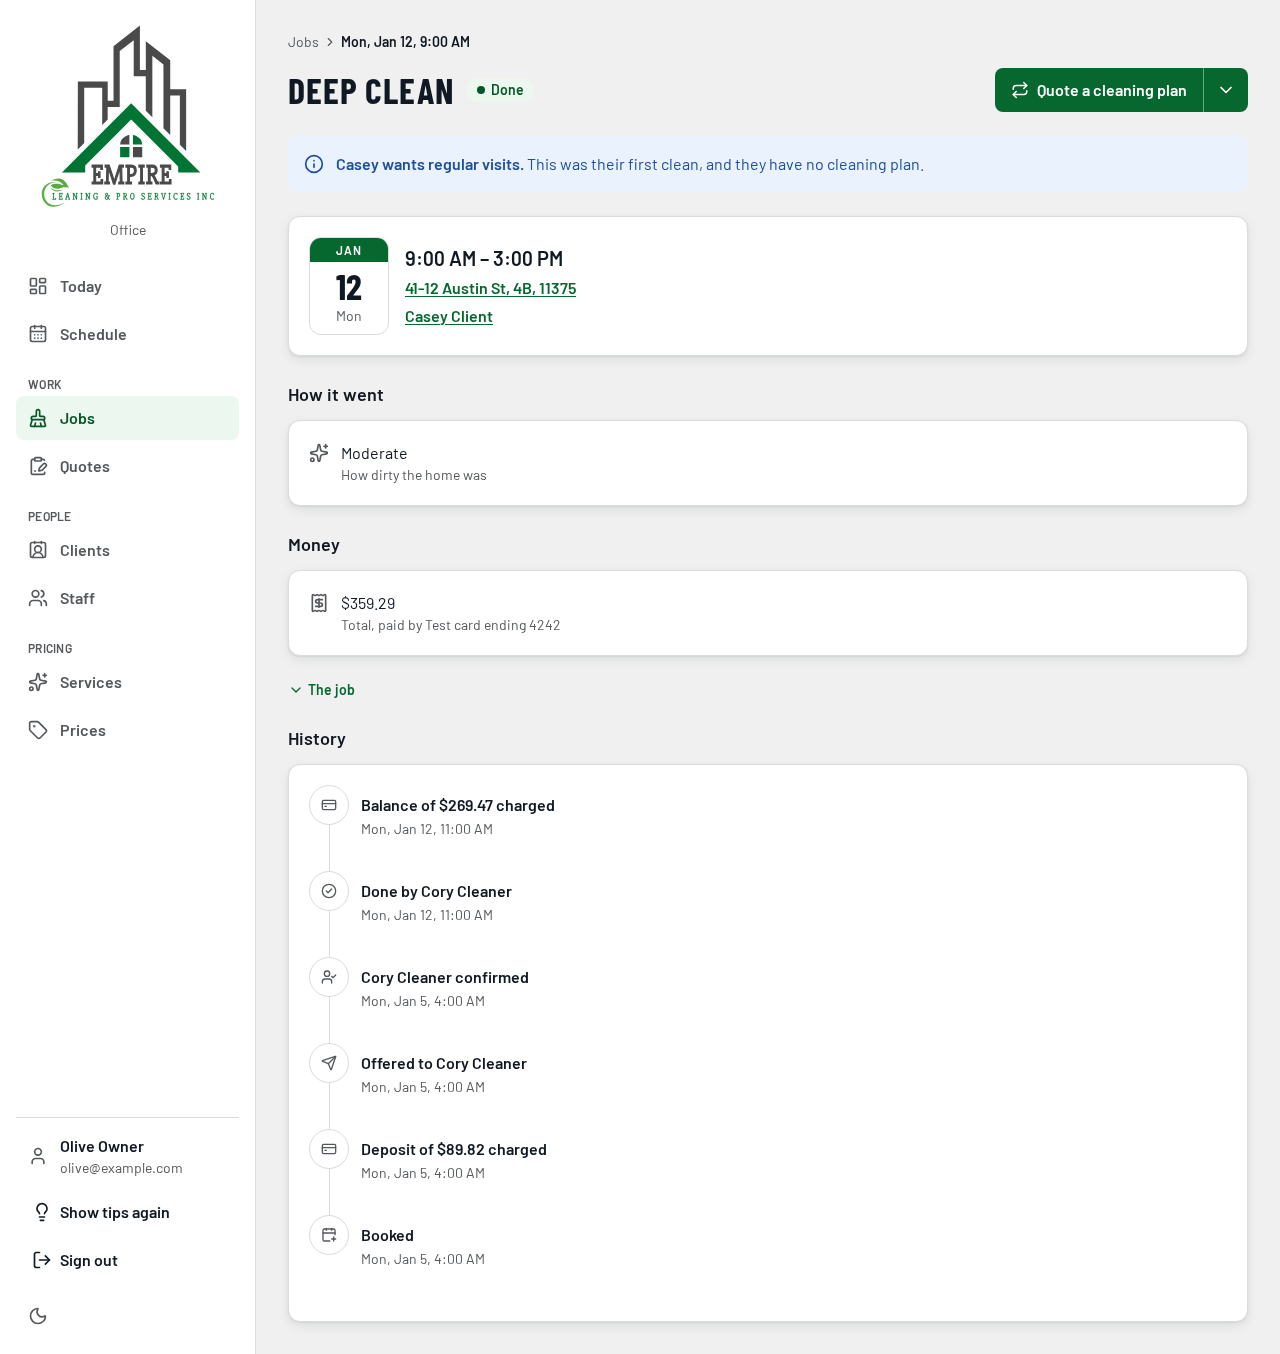 EMPIRE
CLEANING & PRO SERVICES INC
Office
Today
Schedule
WORK
Jobs
Quotes
PEOPLE
Clients
Staff
PRICING
Services
Prices
Olive Owner
olive@example.com
Show tips again
Sign out
Jobs > Mon, Jan 12, 9:00 AM
DEEP CLEAN
Done
Quote a cleaning plan
Casey wants regular visits. This was their first clean, and they have no cleaning plan.
JAN
12
Mon
9:00 AM – 3:00 PM
41-12 Austin St, 4B, 11375
Casey Client
How it went
Moderate
How dirty the home was
Money
$359.29
Total, paid by Test card ending 4242
The job
History
Balance of $269.47 charged
Mon, Jan 12, 11:00 AM
Done by Cory Cleaner
Mon, Jan 12, 11:00 AM
Cory Cleaner confirmed
Mon, Jan 5, 4:00 AM
Offered to Cory Cleaner
Mon, Jan 5, 4:00 AM
Deposit of $89.82 charged
Mon, Jan 5, 4:00 AM
Booked
Mon, Jan 5, 4:00 AM